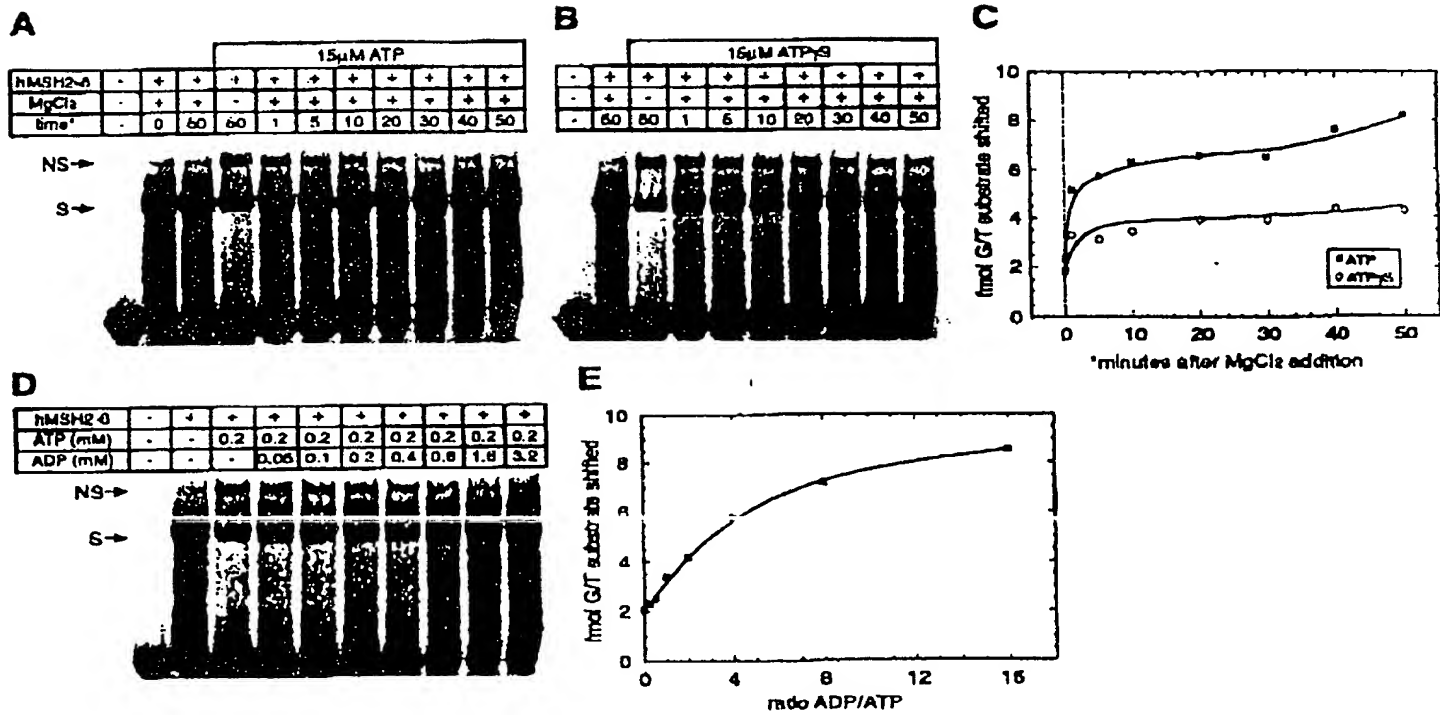 A
15µM ATP
hMSH2-6 - + + + + + + + + + +
MgCl2 - + + - + + + + + + +
time* - 0 60 60 1 5 10 20 30 40 50
NS→
S→
B
15µM ATPγS
- + + + + + + + + +
- + - + + + + + + +
- 60 60 1 5 10 20 30 40 50
C
fmol G/T substrate shifted
10
8
6
4
2
0
ATP
ATPγS
0 10 20 30 40 50
*minutes after MgCl2 addition
D
hMSH2-6 - + + + + + + + + +
ATP (mM) - - 0.2 0.2 0.2 0.2 0.2 0.2 0.2 0.2
ADP (mM) - - - 0.05 0.1 0.2 0.4 0.8 1.6 3.2
NS→
S→
E
fmol G/T substrate shifted
10
8
6
4
2
0
0 4 8 12 16
ratio ADP/ATP